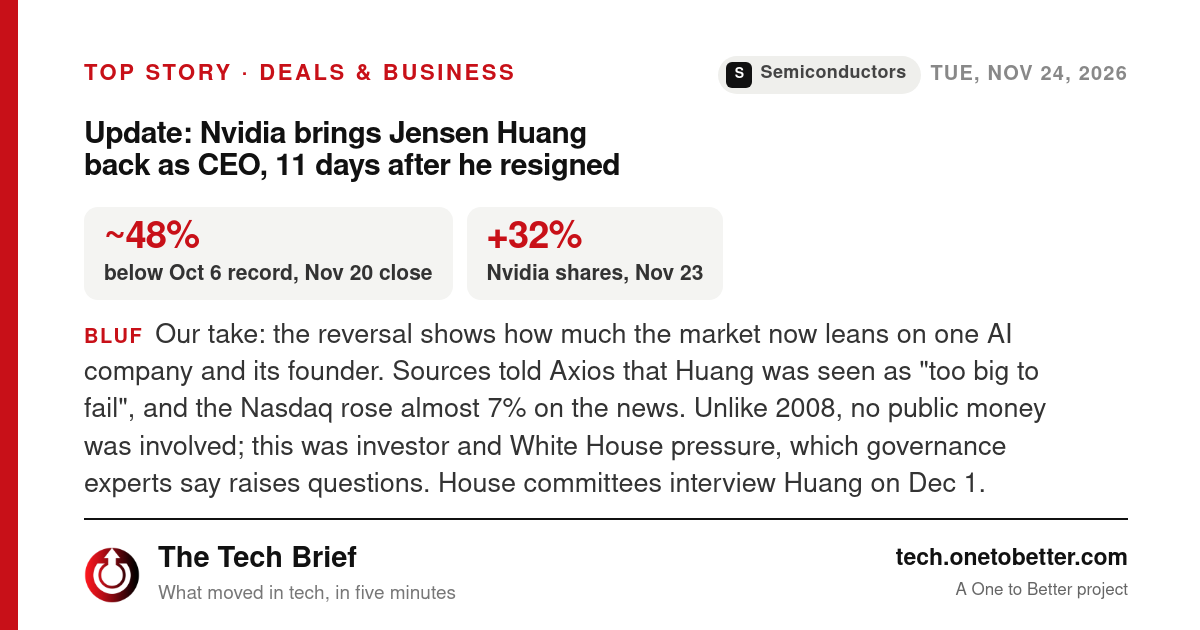 TOP STORY · DEALS & BUSINESS
S Semiconductors TUE, NOV 24, 2026
Update: Nvidia brings Jensen Huang
back as CEO, 11 days after he resigned
~48%
below Oct 6 record, Nov 20 close
+32%
Nvidia shares, Nov 23
BLUF Our take: the reversal shows how much the market now leans on one AI
company and its founder. Sources told Axios that Huang was seen as "too big to
fail", and the Nasdaq rose almost 7% on the news. Unlike 2008, no public money
was involved; this was investor and White House pressure, which governance
experts say raises questions. House committees interview Huang on Dec 1.
The Tech Brief
What moved in tech, in five minutes
tech.onetobetter.com
A One to Better project